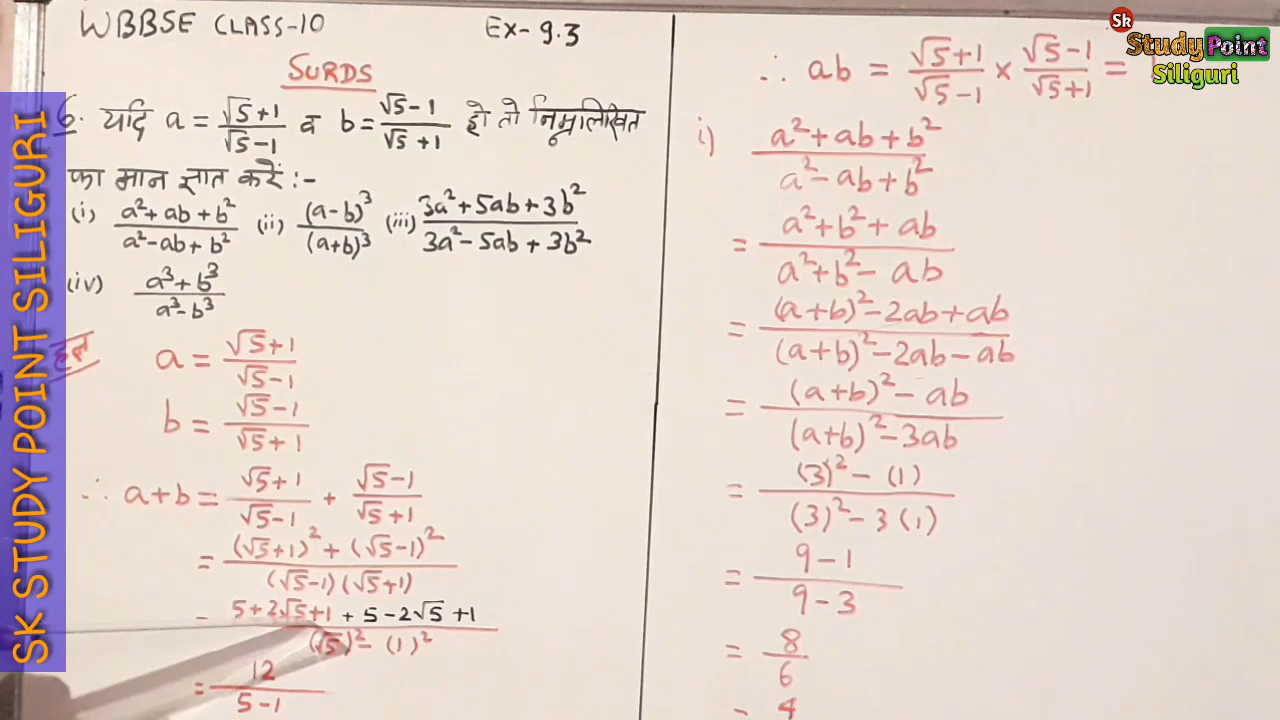 WBBSE CLASS-10 EX-9.3
SURDS
6. यदि a = √5+1/√5-1 व b = √5-1/√5+1 हो तो निम्नलिखित
का मान ज्ञात करें :-
(i) a²+ab+b²/a²-ab+b² (ii) (a-b)³/(a+b)³ (iii) 3a²+5ab+3b²/3a²-5ab+3b²
(iv) a³+b³/a³-b³
हल a = √5+1/√5-1
b = √5-1/√5+1
∴ a+b = √5+1/√5-1 + √5-1/√5+1
= (√5+1)²+(√5-1)²/(√5-1)(√5+1)
= 5+2√5+1+5-2√5+1/(√5)²-(1)²
= 12/5-1
∴ ab = √5+1/√5-1 × √5-1/√5+1 =
i) a²+ab+b²/a²-ab+b²
= a²+b²+ab/a²+b²-ab
= (a+b)²-2ab+ab/(a+b)²-2ab-ab
= (a+b)²-ab/(a+b)²-3ab
= (3)²-(1)/(3)²-3(1)
= 9-1/9-3
= 8/6
= 4
Sk
Study Point
Siliguri
SK STUDY POINT SILIGURI